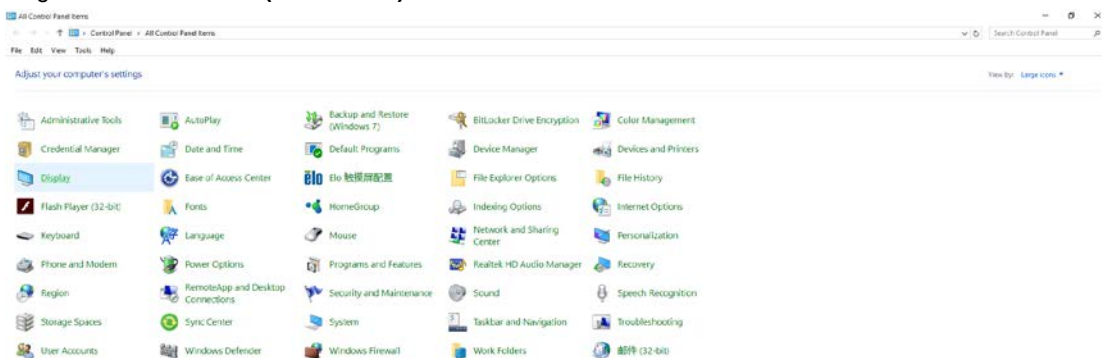 All Control Panel Items
Control Panel › All Control Panel Items
Search Control Panel
File Edit View Tools Help
Adjust your computer's settings
View by: Large icons
Administrative Tools
AutoPlay
Backup and Restore
(Windows 7)
BitLocker Drive Encryption
Color Management
Credential Manager
Date and Time
Default Programs
Device Manager
Devices and Printers
Display
Ease of Access Center
elo Elo 触摸屏配置
File Explorer Options
File History
Flash Player (32-bit)
Fonts
HomeGroup
Indexing Options
Internet Options
Keyboard
Language
Mouse
Network and Sharing
Center
Personalization
Phone and Modem
Power Options
Programs and Features
Realtek HD Audio Manager
Recovery
Region
RemoteApp and Desktop
Connections
Security and Maintenance
Sound
Speech Recognition
Storage Spaces
Sync Center
System
Taskbar and Navigation
Troubleshooting
User Accounts
Windows Defender
Windows Firewall
Work Folders
邮件 (32-bit)